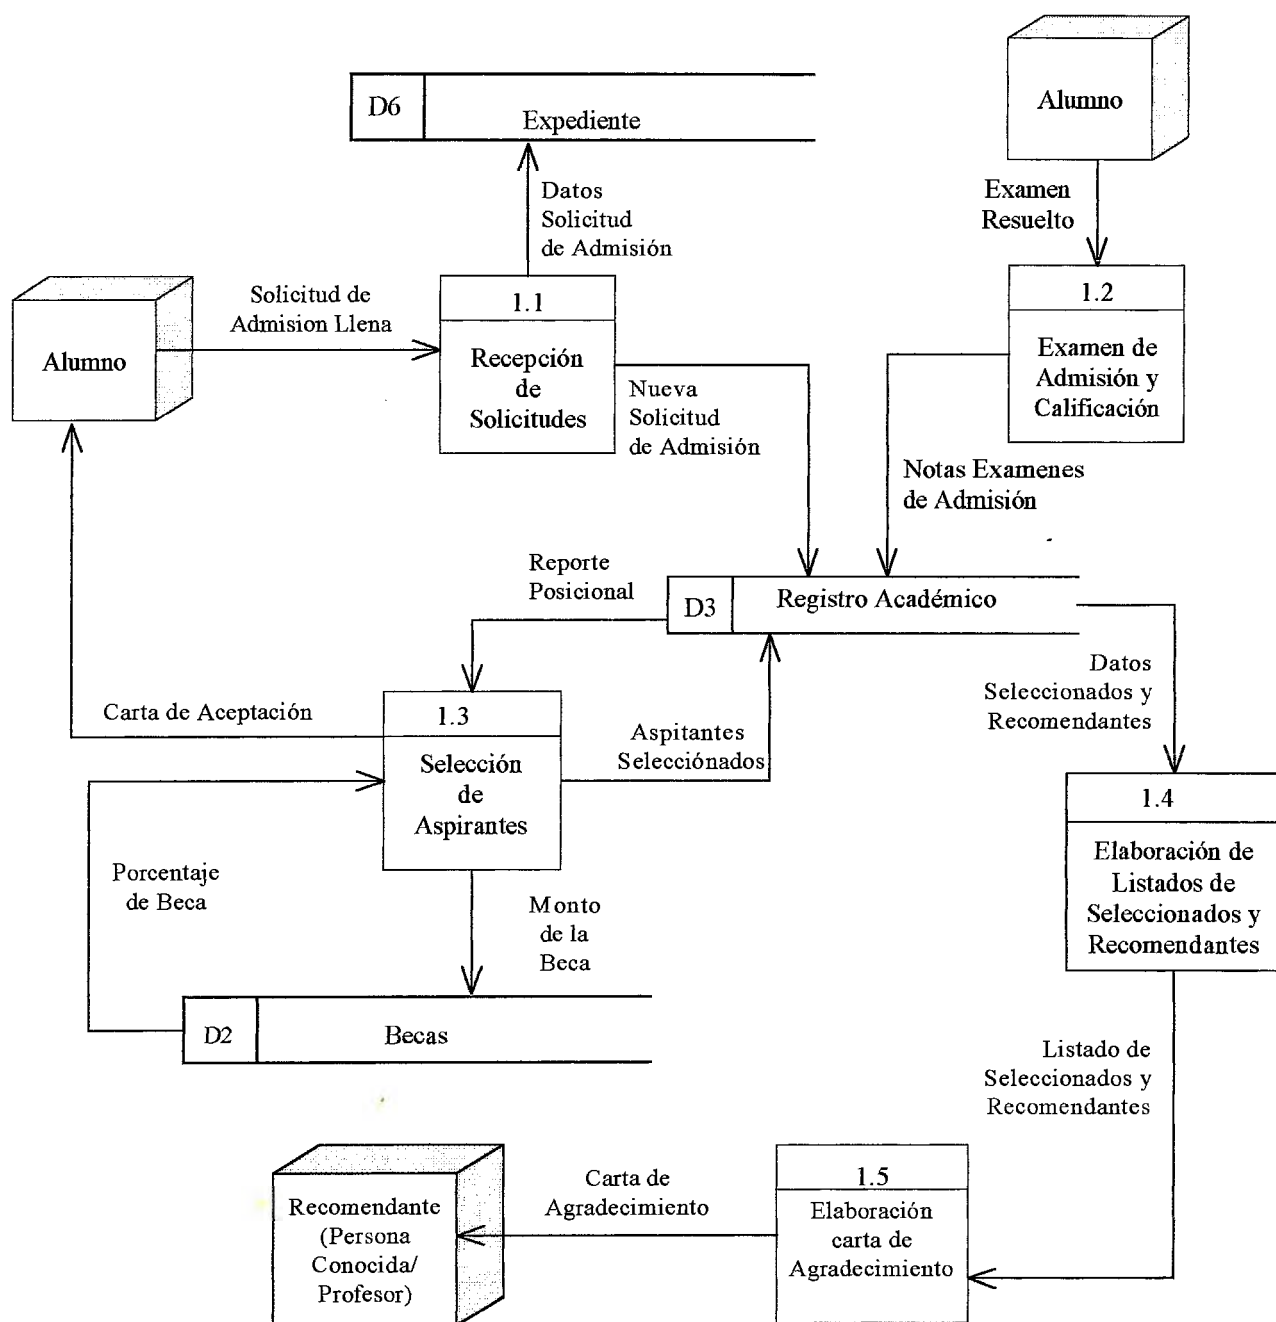 D6
Expediente
Alumno
Datos
Solicitud
de Admisión
Examen
Resuelto
Solicitud de
Admision Llena
1.1
1.2
Alumno
Recepción
de
Solicitudes
Examen de
Admisión y
Calificación
Nueva
Solicitud
de Admisión
Notas Examenes
de Admisión
Reporte
Posicional
D3
Registro Académico
Datos
Seleccionados y
Recomendantes
Carta de Aceptación
1.3
Selección
de
Aspirantes
Aspitantes
Selecciónados
1.4
Elaboración de
Listados de
Seleccionados y
Recomendantes
Porcentaje
de Beca
Monto
de la
Beca
D2
Becas
Listado de
Seleccionados y
Recomendantes
Recomendante
(Persona
Conocida/
Profesor)
Carta de
Agradecimiento
1.5
Elaboración
carta de
Agradecimiento